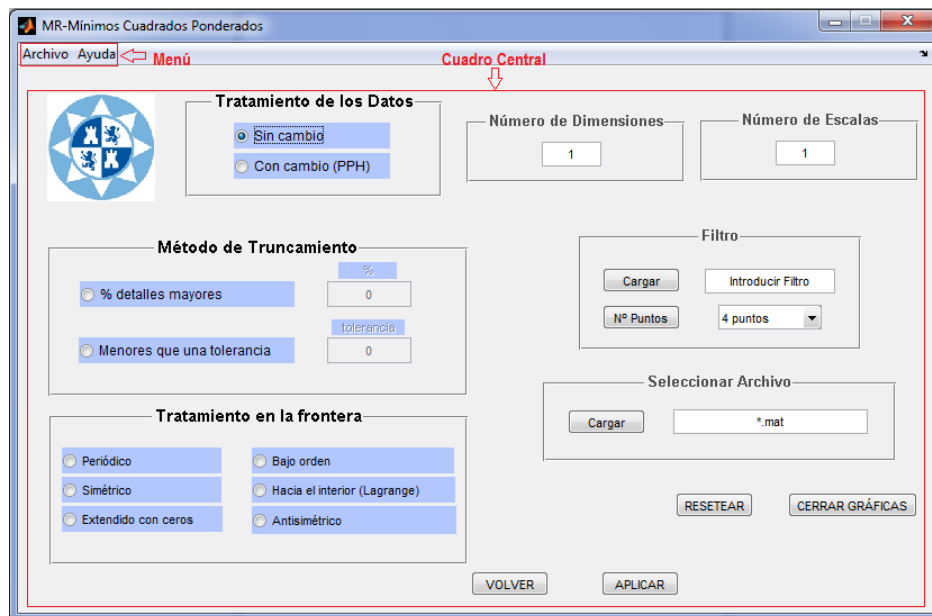 MR-Mínimos Cuadrados Ponderados
Archivo Ayuda
Menú
Cuadro Central
Tratamiento de los Datos
Sin cambio
Con cambio (PPH)
Número de Dimensiones
1
Número de Escalas
1
Método de Truncamiento
%
% detalles mayores
0
tolerancia
Menores que una tolerancia
0
Filtro
Cargar
Introducir Filtro
Nº Puntos
4 puntos
Seleccionar Archivo
Cargar
*.mat
Tratamiento en la frontera
Periódico
Bajo orden
Simétrico
Hacia el interior (Lagrange)
Extendido con ceros
Antisimétrico
RESETEAR
CERRAR GRÁFICAS
VOLVER
APLICAR